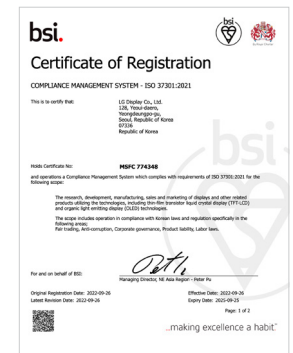 bsi.
bsi
Certificate of Registration
COMPLIANCE MANAGEMENT SYSTEM - ISO 37301:2021
This is to certify that:
LG Display Co., Ltd.
128, Yeoui-daero,
Yeongdeungpo-gu,
Seoul, Republic of Korea
07336
Republic of Korea
Holds Certificate No:
MSFC 774348
and operates a Compliance Management System which complies with requirements of ISO 37301:2021 for the
following scope:
The research, development, manufacturing, sales and marketing of displays and other related
products utilizing the technologies, including thin-film transistor liquid crystal display (TFT-LCD)
and organic light emitting display (OLED) technologies.
The scope includes operation in compliance with Korean laws and regulation specifically in the
following areas;
Fair trading, Anti-corruption, Corporate governance, Product liability, Labor laws.
For and on behalf of BSI:
Managing Director, NE Asia Region - Peter Pu
Original Registration Date: 2022-09-26
Effective Date: 2022-09-26
Latest Revision Date: 2022-09-26
Expiry Date: 2025-09-25
Page: 1 of 2
...making excellence a habit.
bsi